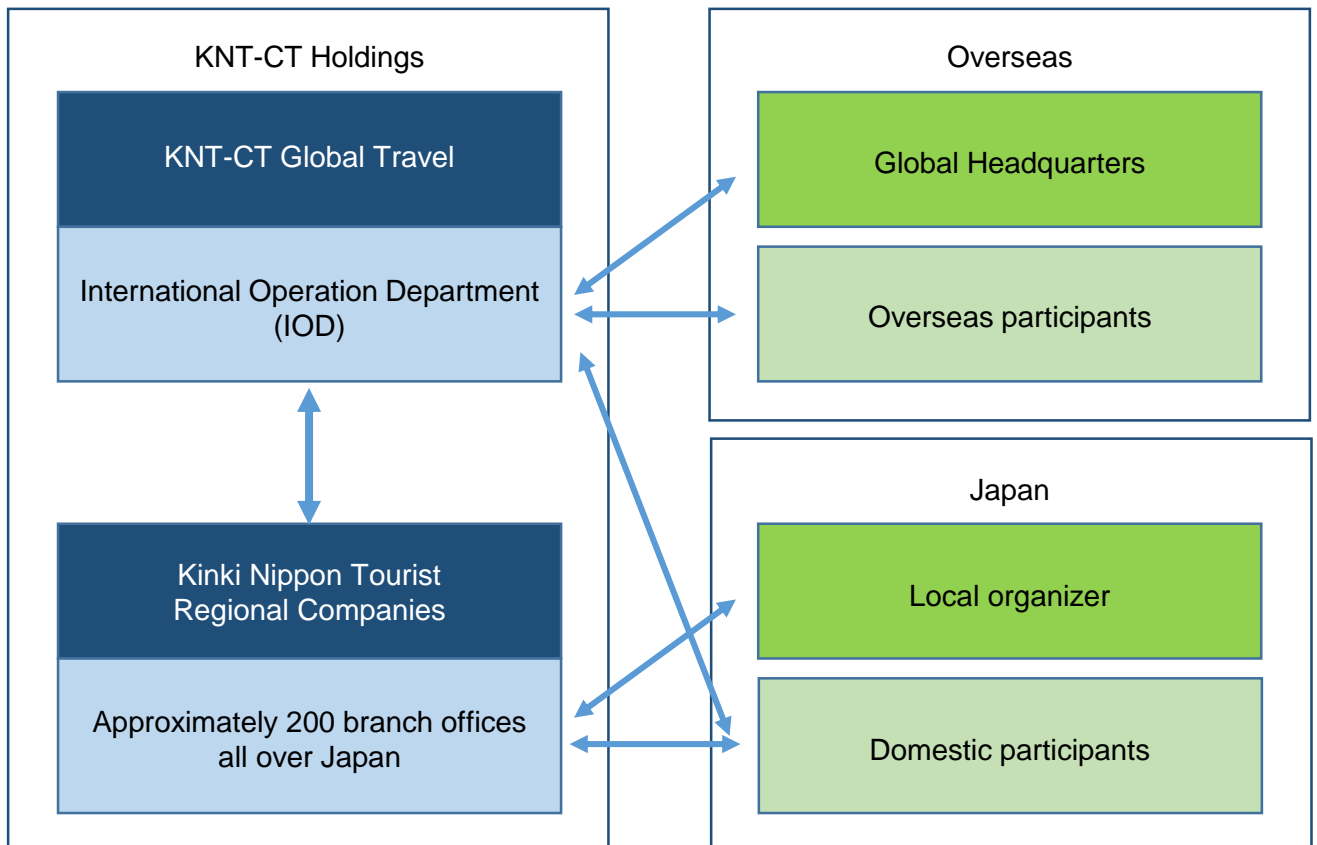 KNT-CT Holdings
KNT-CT Global Travel
International Operation Department
(IOD)
Kinki Nippon Tourist
Regional Companies
Approximately 200 branch offices
all over Japan
Overseas
Global Headquarters
Overseas participants
Japan
Local organizer
Domestic participants